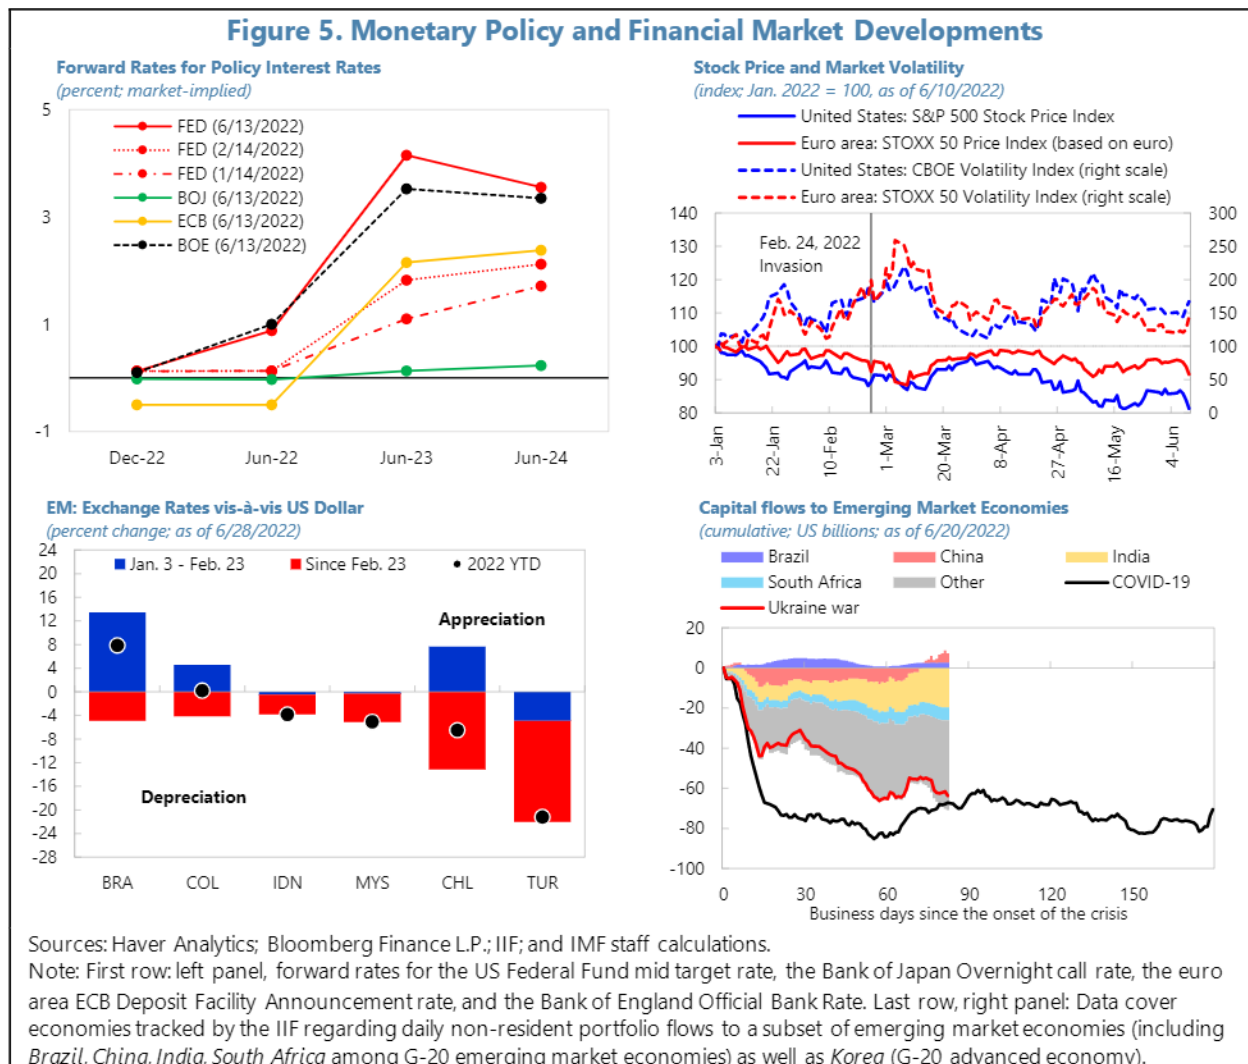 Figure 5. Monetary Policy and Financial Market Developments
Forward Rates for Policy Interest Rates
(percent; market-implied)
5
3
1
-1
FED (6/13/2022)
FED (2/14/2022)
FED (1/14/2022)
BOJ (6/13/2022)
ECB (6/13/2022)
BOE (6/13/2022)
Dec-22 Jun-22 Jun-23 Jun-24
Stock Price and Market Volatility
(index; Jan. 2022 = 100, as of 6/10/2022)
United States: S&P 500 Stock Price Index
Euro area: STOXX 50 Price Index (based on euro)
United States: CBOE Volatility Index (right scale)
Euro area: STOXX 50 Volatility Index (right scale)
140
130
120
110
100
90
80
Feb. 24, 2022
Invasion
300
250
200
150
100
50
0
3-Jan
22-Jan
10-Feb
1-Mar
20-Mar
8-Apr
27-Apr
16-May
4-Jun
EM: Exchange Rates vis-à-vis US Dollar
(percent change; as of 6/28/2022)
24
20
16
12
8
4
0
-4
-8
-12
-16
-20
-24
-28
Jan. 3 - Feb. 23 Since Feb. 23 2022 YTD
Appreciation
Depreciation
BRA COL IDN MYS CHL TUR
Capital flows to Emerging Market Economies
(cumulative; US billions; as of 6/20/2022)
Brazil China India
South Africa Other COVID-19
Ukraine war
20
0
-20
-40
-60
-80
-100
0 30 60 90 120 150
Business days since the onset of the crisis
Sources: Haver Analytics; Bloomberg Finance L.P.; IIF; and IMF staff calculations.
Note: First row: left panel, forward rates for the US Federal Fund mid target rate, the Bank of Japan Overnight call rate, the euro
area ECB Deposit Facility Announcement rate, and the Bank of England Official Bank Rate. Last row, right panel: Data cover
economies tracked by the IIF regarding daily non-resident portfolio flows to a subset of emerging market economies (including
Brazil, China, India, South Africa among G-20 emerging market economies) as well as Korea (G-20 advanced economy).